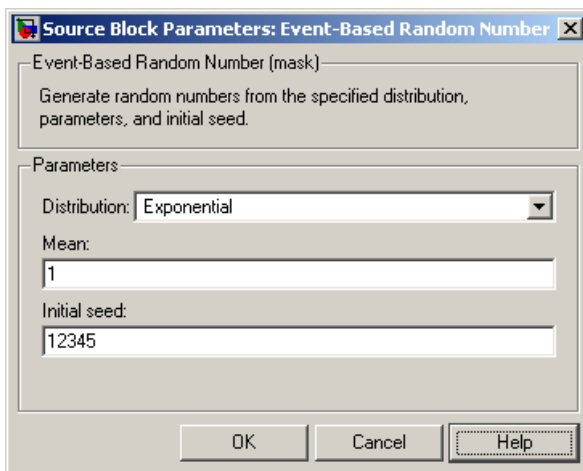 Source Block Parameters: Event-Based Random Number
Event-Based Random Number (mask)
Generate random numbers from the specified distribution,
parameters, and initial seed.
Parameters
Distribution: Exponential
Mean:
1
Initial seed:
12345
OK Cancel Help